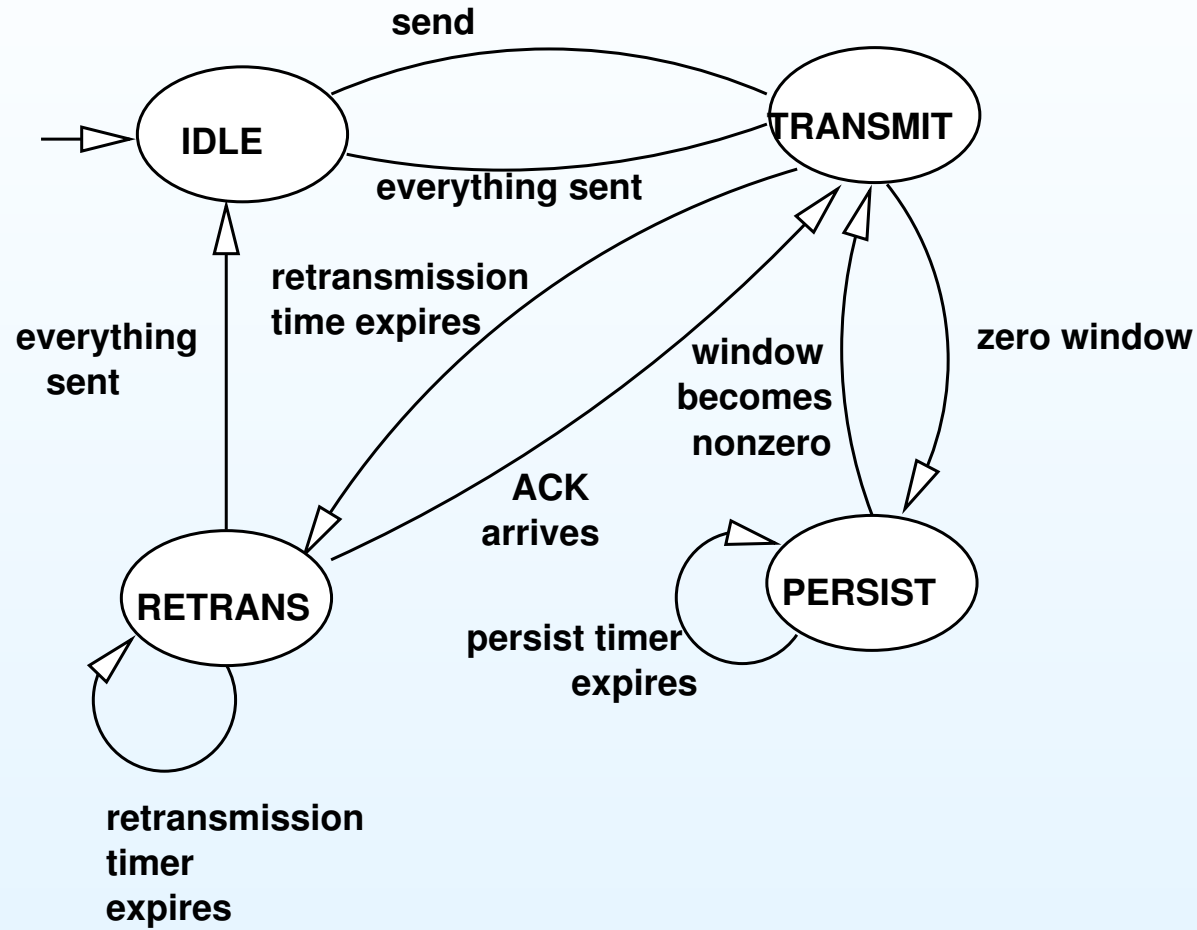 send
IDLE
TRANSMIT
everything sent
retransmission
time expires
everything
sent
window
becomes
nonzero
zero window
ACK
arrives
RETRANS
PERSIST
persist timer
expires
retransmission
timer
expires